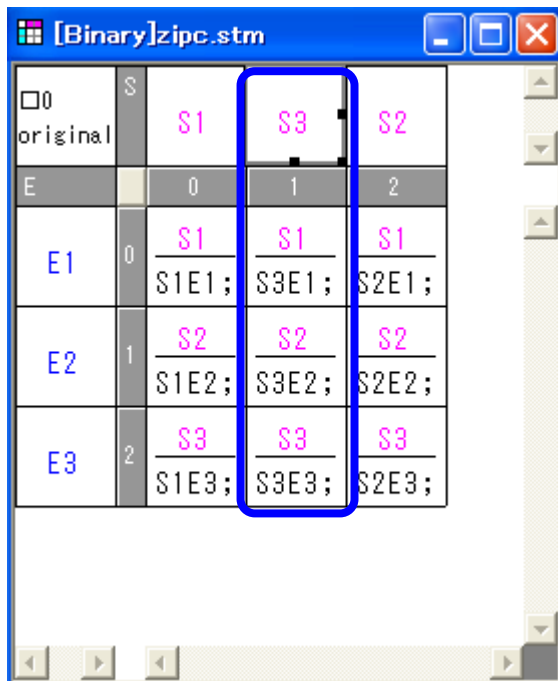 [Binary]zipc.stm
□0 S S1 S3 S2
original
E 0 1 2
E1 0 S1 S1 S1
S1E1; S3E1; S2E1;
E2 1 S2 S2 S2
S1E2; S3E2; S2E2;
E3 2 S3 S3 S3
S1E3; S3E3; S2E3;